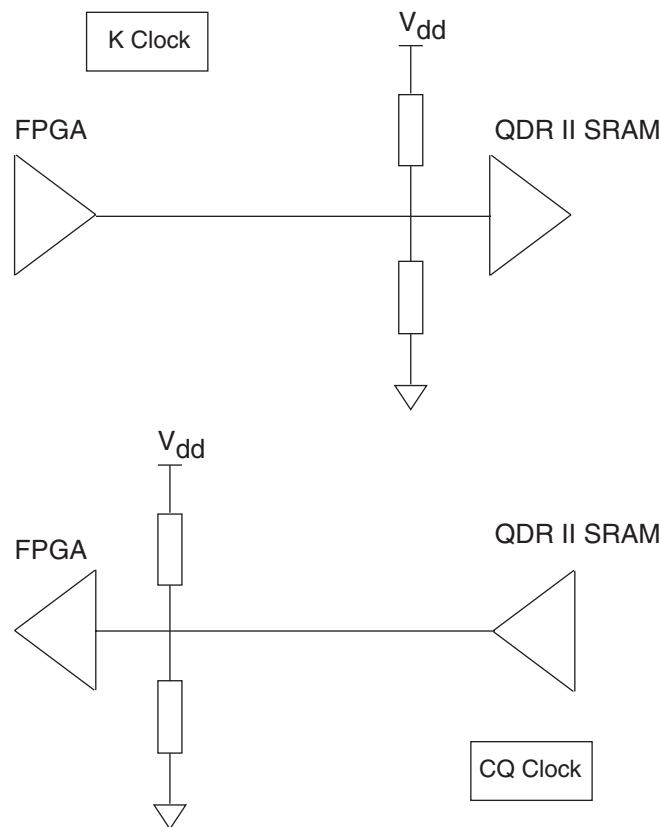 K Clock
Vdd
FPGA
QDR II SRAM
Vdd
FPGA
QDR II SRAM
CQ Clock